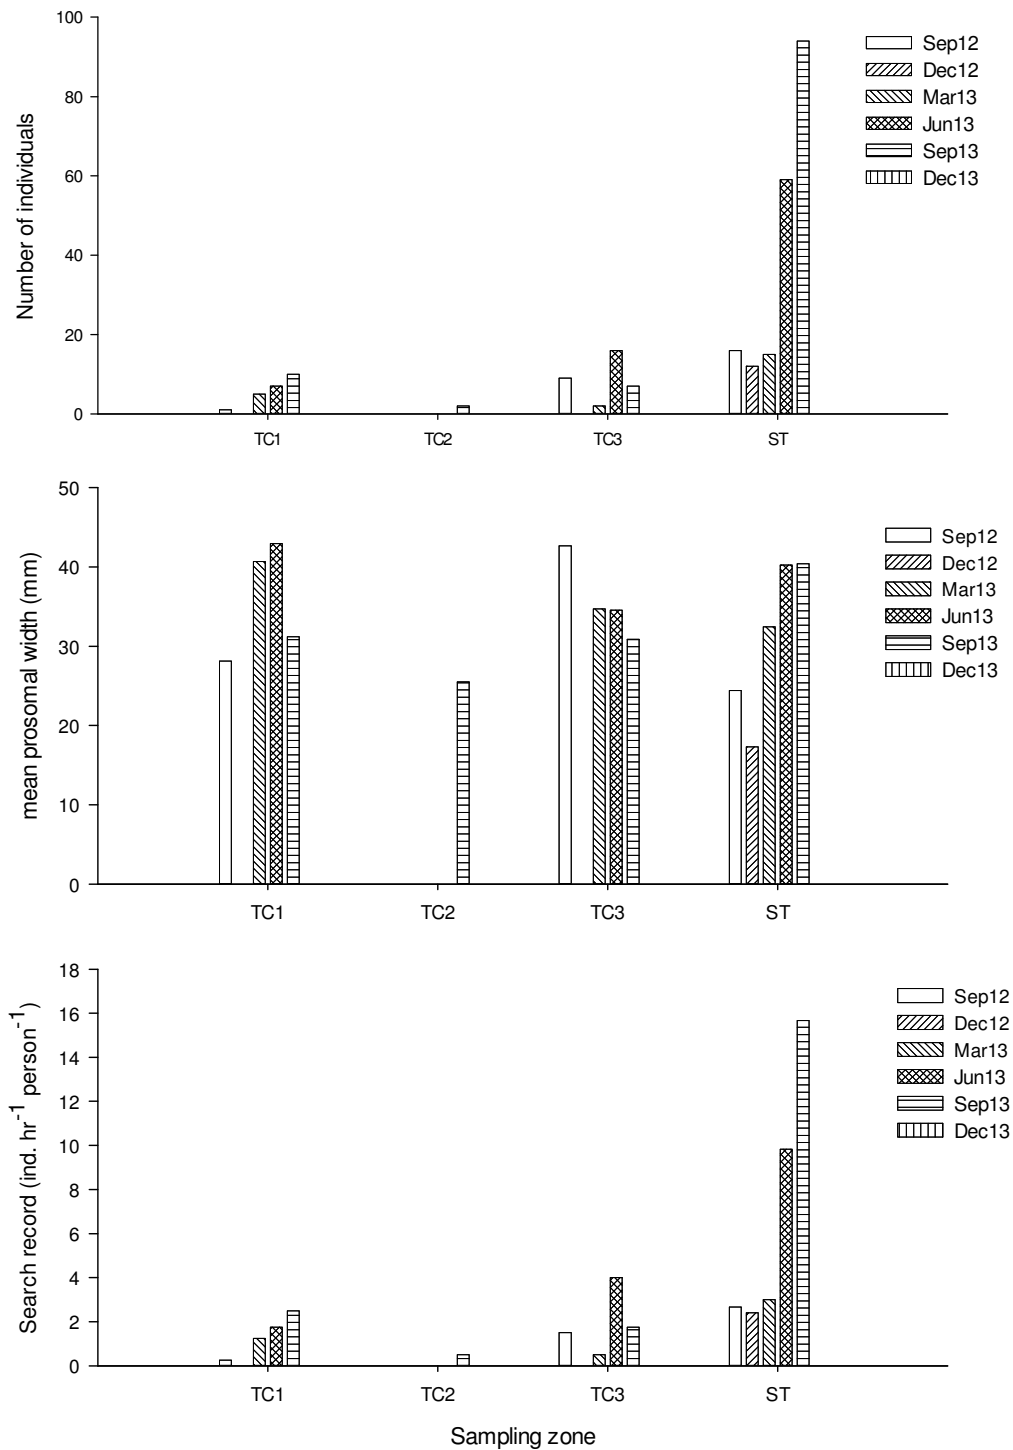 100
80
60
40
20
0
Number of individuals
TC1 TC2 TC3 ST
Sep12
Dec12
Mar13
Jun13
Sep13
Dec13
50
40
30
20
10
0
mean prosomal width (mm)
TC1 TC2 TC3 ST
Sep12
Dec12
Mar13
Jun13
Sep13
Dec13
18
16
14
12
10
8
6
4
2
0
Search record (ind. hr⁻¹ person⁻¹)
TC1 TC2 TC3 ST
Sep12
Dec12
Mar13
Jun13
Sep13
Dec13
Sampling zone